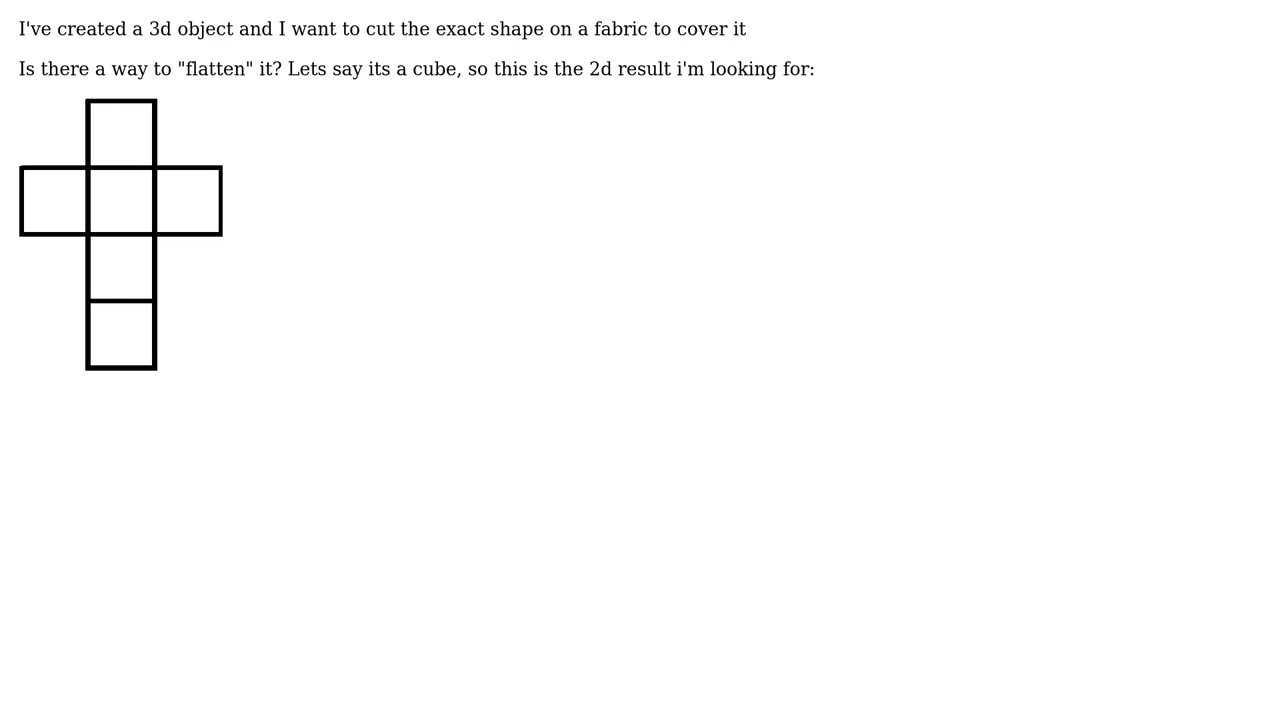 I've created a 3d object and I want to cut the exact shape on a fabric to cover it
Is there a way to "flatten" it? Lets say its a cube, so this is the 2d result i'm looking for: